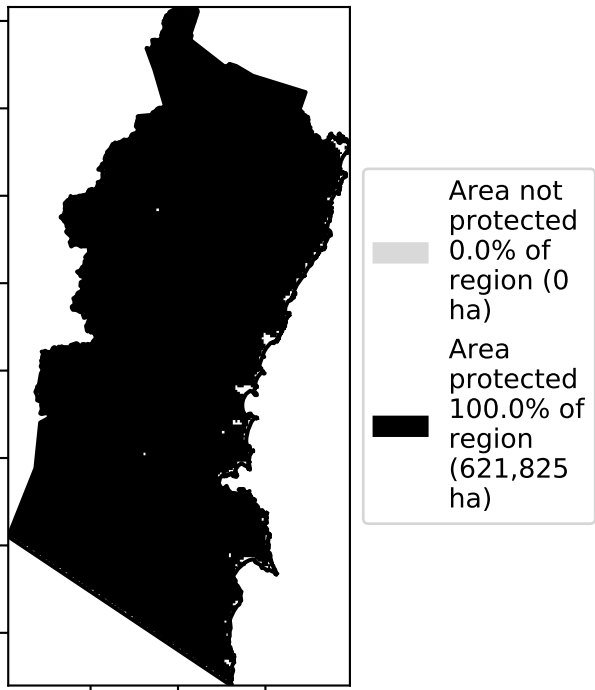 Area not
protected
0.0% of
region (0
ha)
Area
protected
100.0% of
region
(621,825
ha)